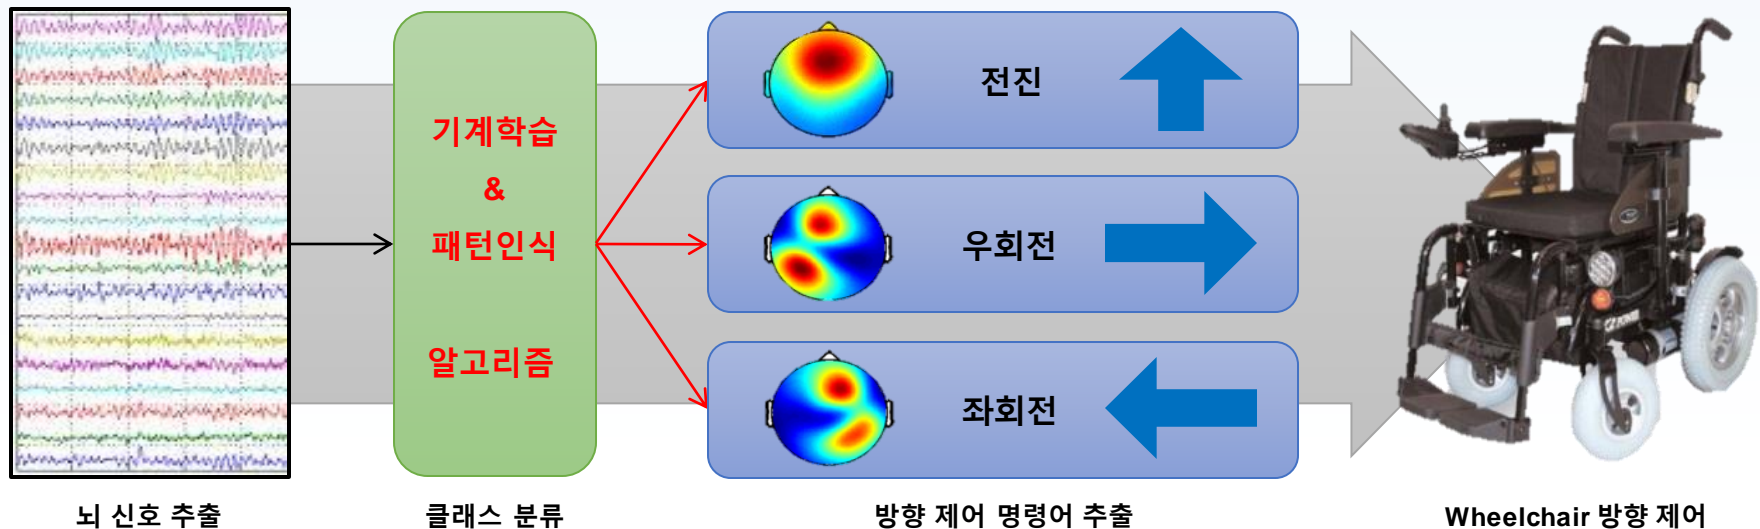 기계학습
&
패턴인식
알고리즘
전진
우회전
좌회전
뇌 신호 추출
클래스 분류
방향 제어 명령어 추출
Wheelchair 방향 제어